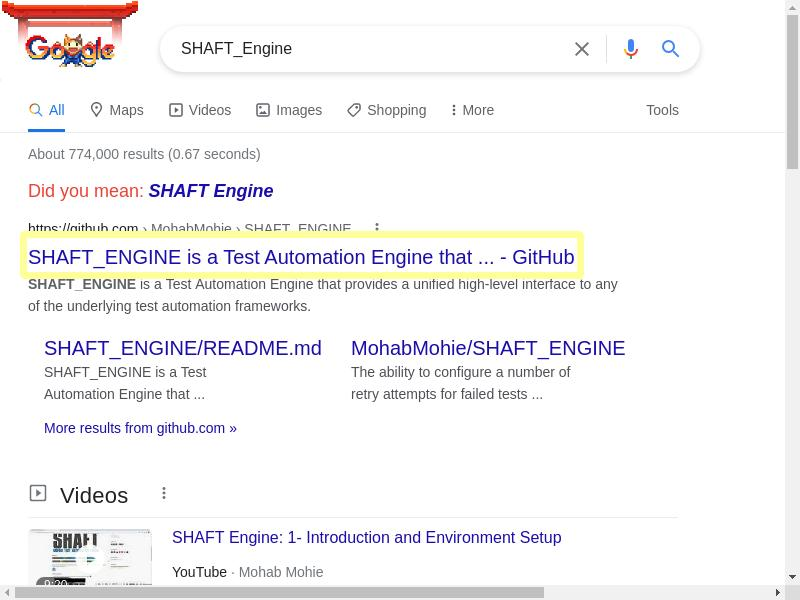 Google
SHAFT_Engine
All Maps Videos Images Shopping More Tools
About 774,000 results (0.67 seconds)
Did you mean: SHAFT Engine
https://github.com › MohabMohie › SHAFT_ENGINE
SHAFT_ENGINE is a Test Automation Engine that ... - GitHub
SHAFT_ENGINE is a Test Automation Engine that provides a unified high-level interface to any
of the underlying test automation frameworks.
SHAFT_ENGINE/README.md
SHAFT_ENGINE is a Test
Automation Engine that ...
MohabMohie/SHAFT_ENGINE
The ability to configure a number of
retry attempts for failed tests ...
More results from github.com »
Videos
SHAFT
SHAFT Engine: 1- Introduction and Environment Setup
YouTube · Mohab Mohie